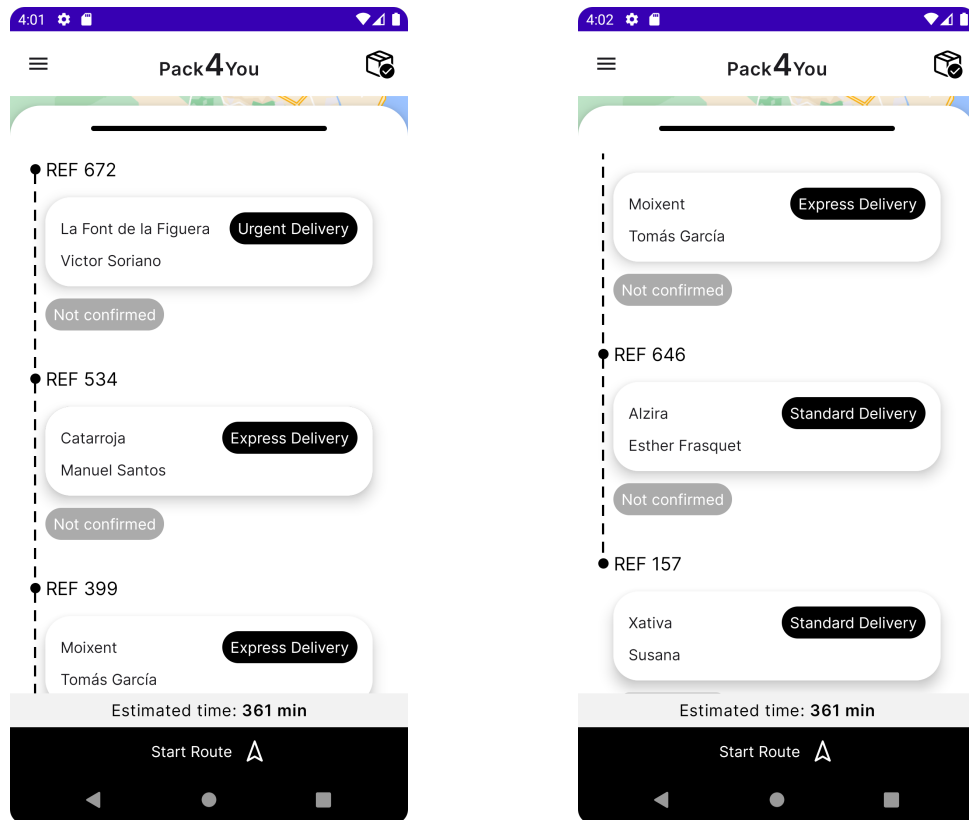 4:01
Pack4You
REF 672
La Font de la Figuera Urgent Delivery
Victor Soriano
Not confirmed
REF 534
Catarroja Express Delivery
Manuel Santos
Not confirmed
REF 399
Moixent Express Delivery
Tomás García
Estimated time: 361 min
Start Route
4:02
Pack4You
Moixent Express Delivery
Tomás García
Not confirmed
REF 646
Alzira Standard Delivery
Esther Frasquet
Not confirmed
REF 157
Xativa Standard Delivery
Susana
Estimated time: 361 min
Start Route